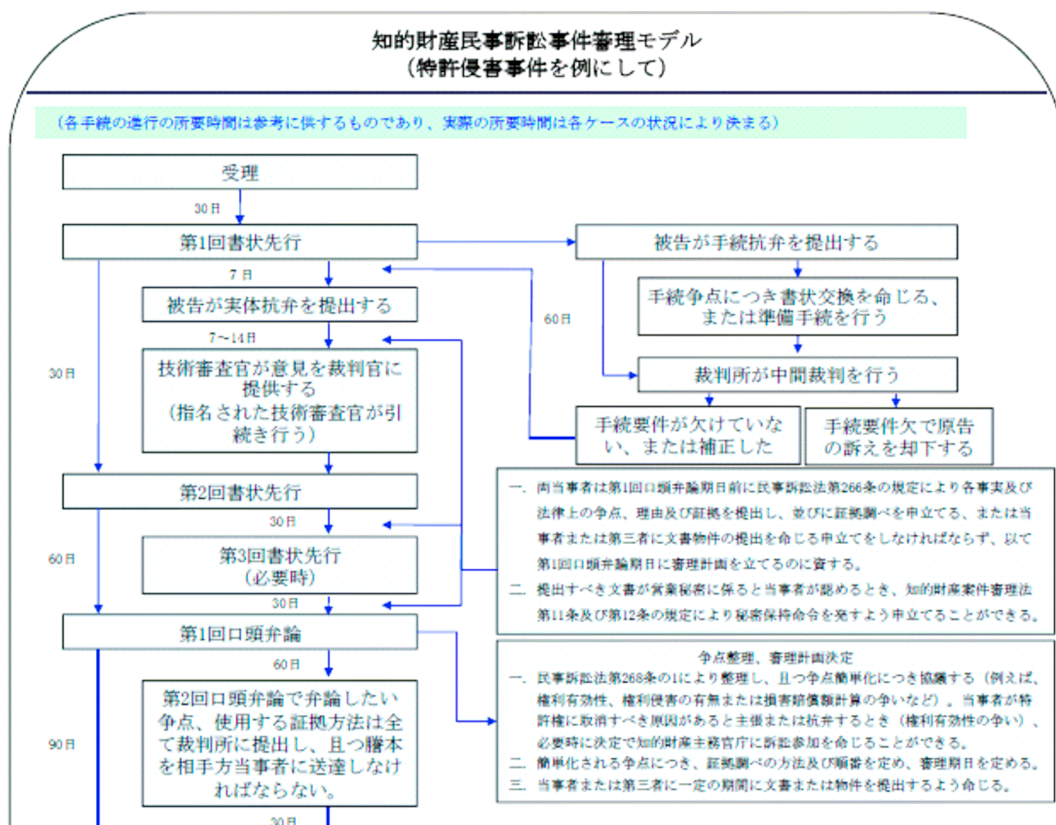 知的財産民事訴訟事件審理モデル
(特許侵害事件を例にして)
(各手続の進行の所要時間は参考に供するものであり、実際の所要時間は各ケースの状況により決まる)
受理
30日
第1回書状先行
被告が手続抗弁を提出する
7日
被告が実体抗弁を提出する
手続争点につき書状交換を命じる、
または準備手続を行う
60日
7～14日
30日
技術審査官が意見を裁判官に
提供する
(指名された技術審査官が引
続き行う)
裁判所が中間裁判を行う
手続要件が欠けていな
い、または補正した
手続要件欠で原告
の訴えを却下する
第2回書状先行
30日
60日
第3回書状先行
(必要時)
30日
一. 両当事者は第1回口頭弁論期日前に民事訴訟法第266条の規定により各事実及び
法律上の争点、理由及び証拠を提出し、並びに証拠調べを申立てる、または当
事者または第三者に文書物件の提出を命じる申立てをしなければならず、以て
第1回口頭弁論期日に審理計画を立てるのに資する。
二. 提出すべき文書が営業秘密に係ると当事者が認めるとき、知的財産案件審理法
第11条及び第12条の規定により秘密保持命令を発すよう申立てることができる。
第1回口頭弁論
60日
90日
第2回口頭弁論で弁論したい
争点、使用する証拠方法は全
て裁判所に提出し、且つ謄本
を相手方当事者に送達しなけ
ればならない。
30日
争点整理、審理計画決定
一. 民事訴訟法第268条の1により整理し、且つ争点簡単化につき協議する(例えば、
権利有効性、権利侵害の有無または損害賠償額計算の争いなど)。当事者が特
許権に取消すべき原因があると主張または抗弁するとき(権利有効性の争い)、
必要時に決定で知的財産主務官庁に訴訟参加を命じることができる。
二. 簡単化される争点につき、証拠調べの方法及び順番を定め、審理期日を定める。
三. 当事者または第三者に一定の期間に文書または物件を提出するよう命じる。